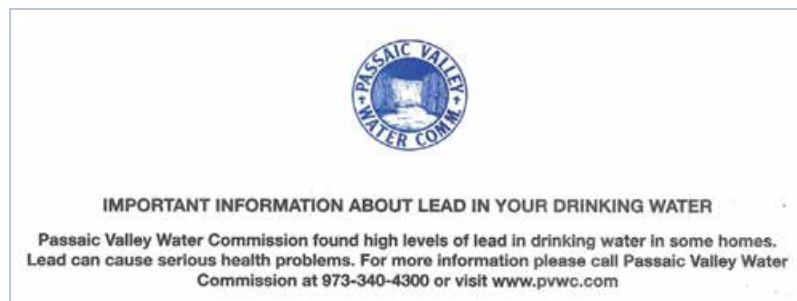 PASSAIC VALLEY
WATER COMM.
IMPORTANT INFORMATION ABOUT LEAD IN YOUR DRINKING WATER
Passaic Valley Water Commission found high levels of lead in drinking water in some homes.
Lead can cause serious health problems. For more information please call Passaic Valley Water
Commission at 973-340-4300 or visit www.pvwc.com